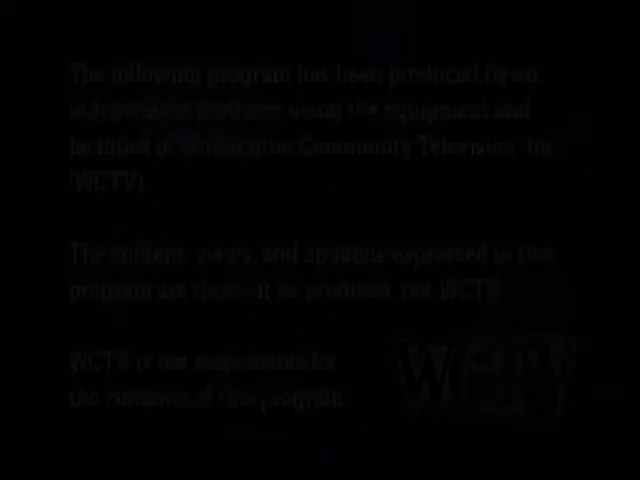 The following program has been produced by an
independent producer using the equipment and
facilities of Wilmington Community Television, Inc.
(WCTV)
The content, views, and opinions expressed in this
program are those of its producer, not WCTV.
WCTV is not responsible for
the content of this program.
WCTV